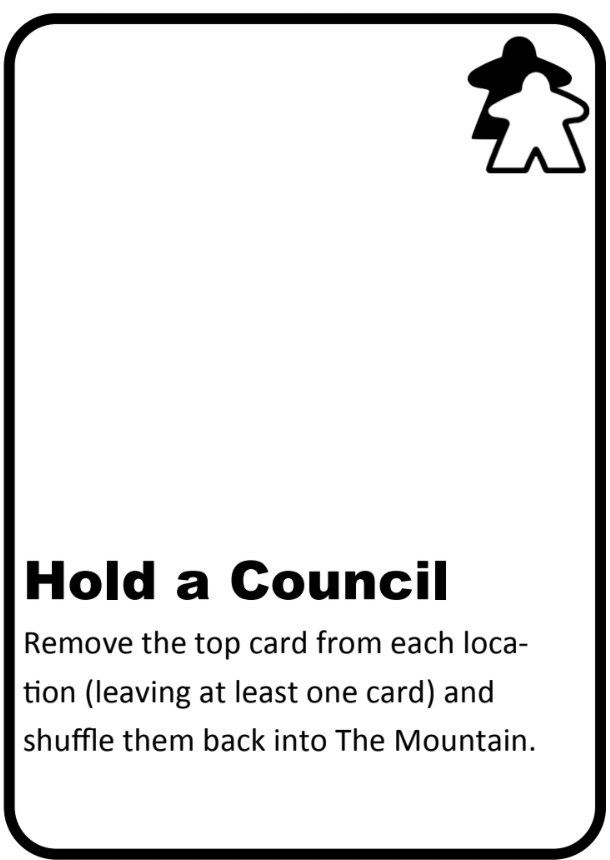 Hold a Council
Remove the top card from each loca-
tion (leaving at least one card) and
shuffle them back into The Mountain.